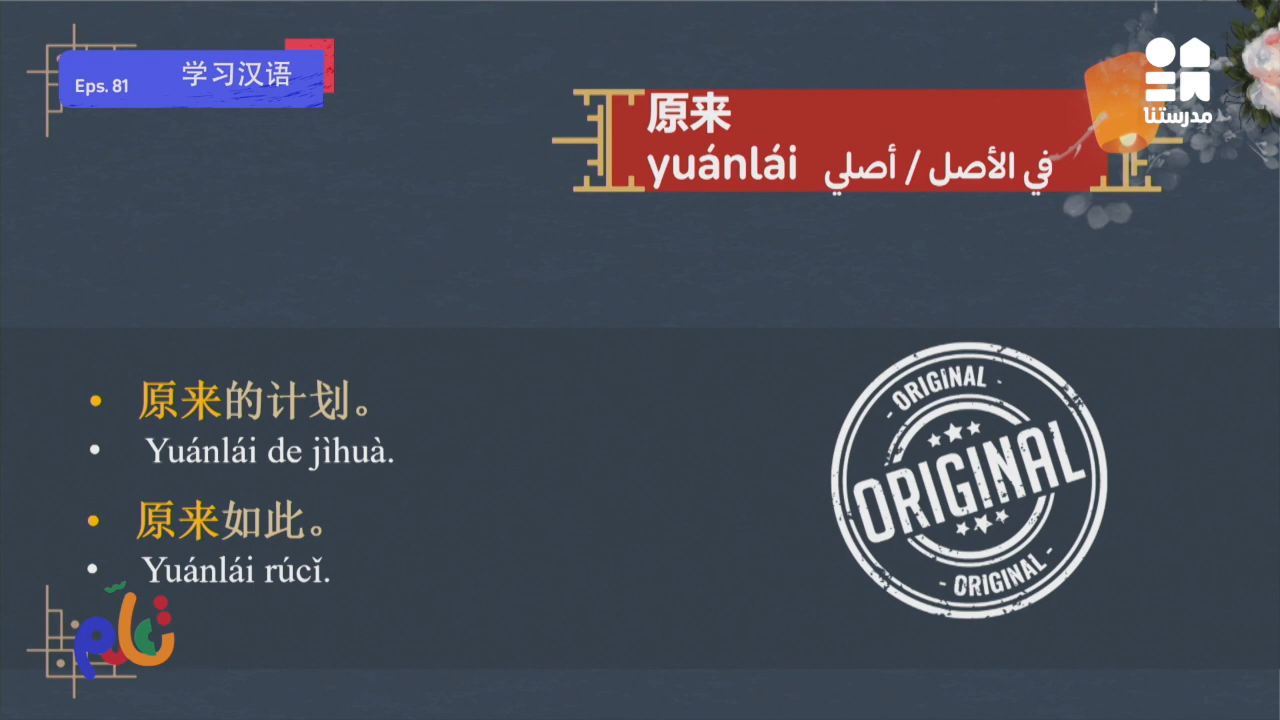 Eps. 81
学习汉语
مدرستنا
原来
yuánlái في الأصل / أصلي
• 原来的计划。
• Yuánlái de jìhuà.
• 原来如此。
• Yuánlái rúcǐ.
- ORIGINAL -
ORIGINAL
- ORIGINAL -